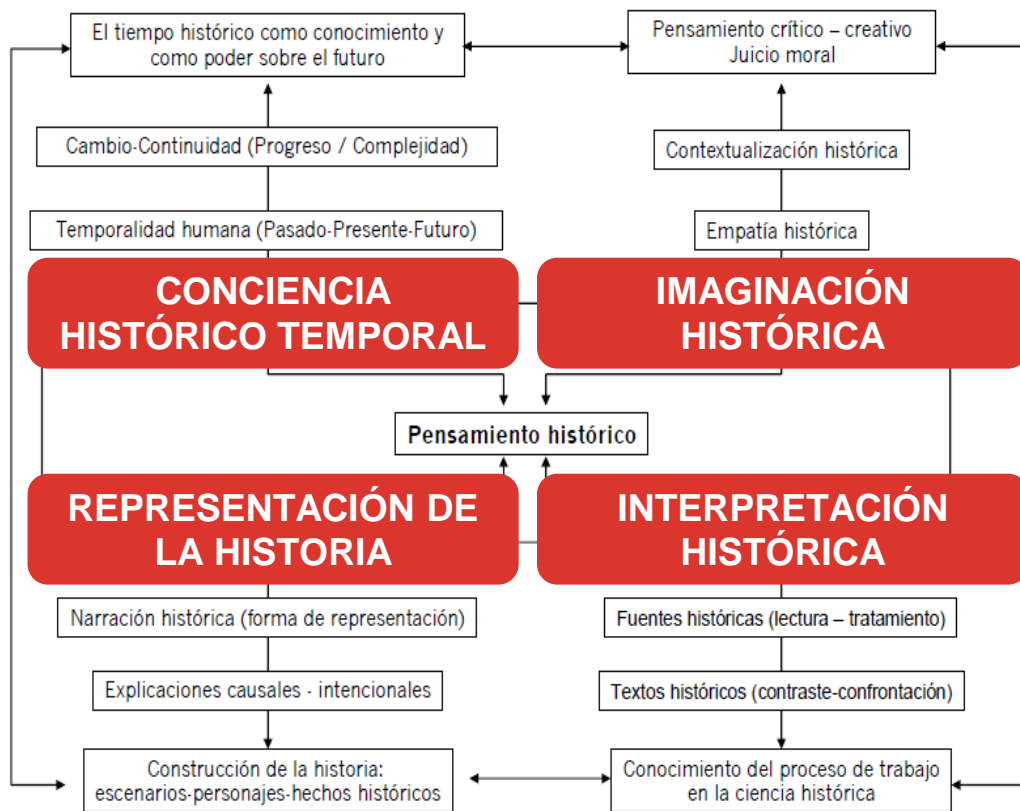 El tiempo histórico como conocimiento y
como poder sobre el futuro
Pensamiento crítico – creativo
Juicio moral
Cambio-Continuidad (Progreso / Complejidad)
Contextualización histórica
Temporalidad humana (Pasado-Presente-Futuro)
Empatía histórica
CONCIENCIA
HISTÓRICO TEMPORAL
IMAGINACIÓN
HISTÓRICA
Pensamiento histórico
REPRESENTACIÓN DE
LA HISTORIA
INTERPRETACIÓN
HISTÓRICA
Narración histórica (forma de representación)
Fuentes históricas (lectura – tratamiento)
Explicaciones causales - intencionales
Textos históricos (contraste-confrontación)
Construcción de la historia:
escenarios-personajes-hechos históricos
Conocimiento del proceso de trabajo
en la ciencia histórica